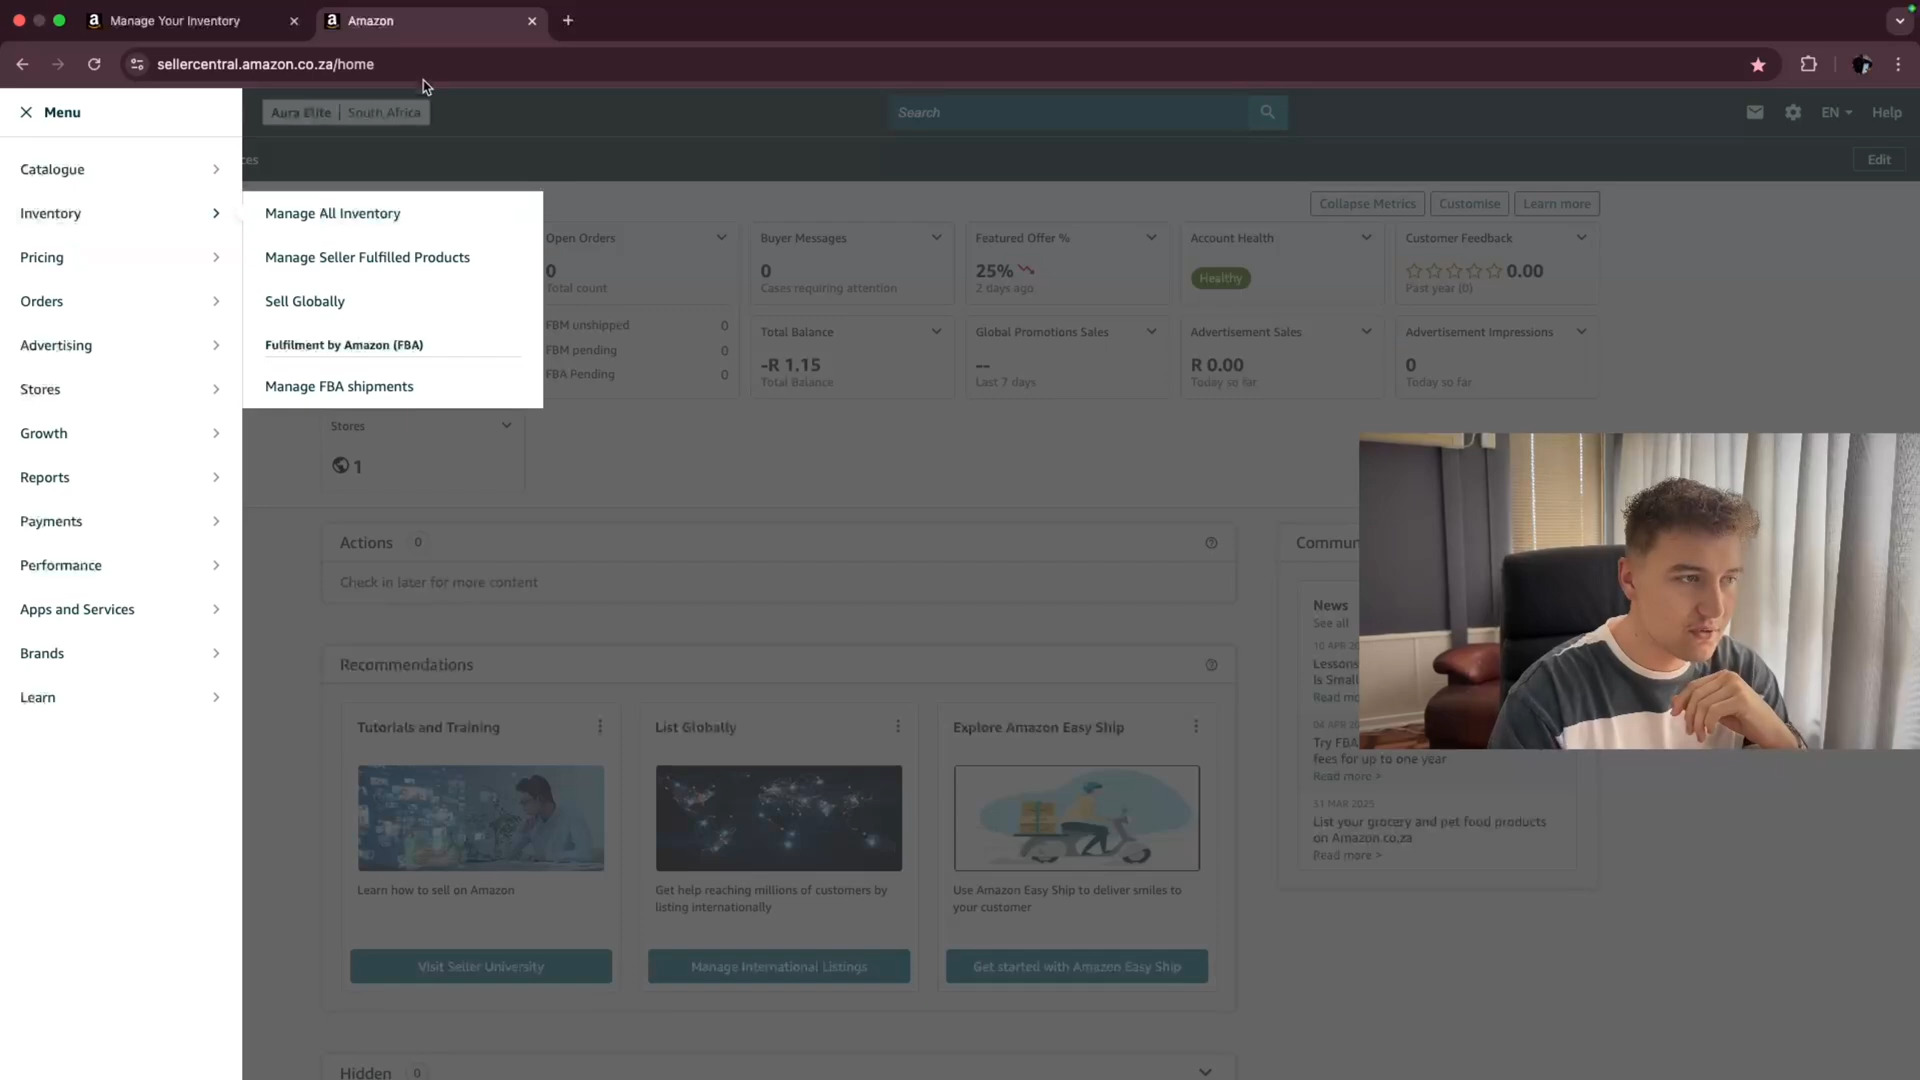 Manage Your Inventory
Amazon
sellercentral.amazon.co.za/home
Menu
Aura Elite | South Africa
Search
EN
Help
Catalogue
Edit
Inventory
Pricing
Orders
Advertising
Stores
Growth
Reports
Payments
Performance
Apps and Services
Brands
Learn
Manage All Inventory
Manage Seller Fulfilled Products
Sell Globally
Fulfilment by Amazon (FBA)
Manage FBA shipments
Collapse Metrics
Customise
Learn more
Open Orders
0
Total count
FBM unshipped 0
FBM pending 0
FBA Pending 0
Buyer Messages
0
Cases requiring attention
Featured Offer %
25%
2 days ago
Account Health
Healthy
Customer Feedback
0.00
Past year (0)
Total Balance
-R 1.15
Total Balance
Global Promotions Sales
--
Last 7 days
Advertisement Sales
R 0.00
Today so far
Advertisement Impressions
0
Today so far
Stores
1
Actions 0
Check in later for more content
Recommendations
Tutorials and Training
Learn how to sell on Amazon
Visit Seller University
List Globally
Get help reaching millions of customers by
listing internationally
Manage International Listings
Explore Amazon Easy Ship
Use Amazon Easy Ship to deliver smiles to
your customer
Get started with Amazon Easy Ship
Hidden 0
News
See all
10 APR
Lessons
Is Small
04 APR
Try FBA
fees for up to one year
Read more >
31 MAR 2025
List your grocery and pet food products
on Amazon.co.za
Read more >